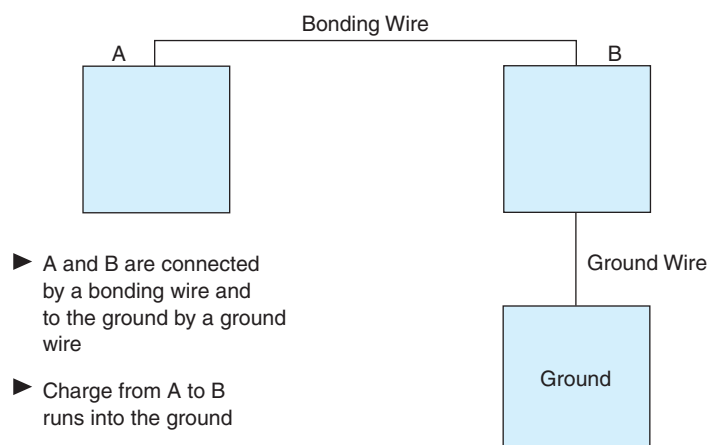 Bonding Wire
A
B
► A and B are connected
by a bonding wire and
to the ground by a ground
wire
Ground Wire
► Charge from A to B
runs into the ground
Ground